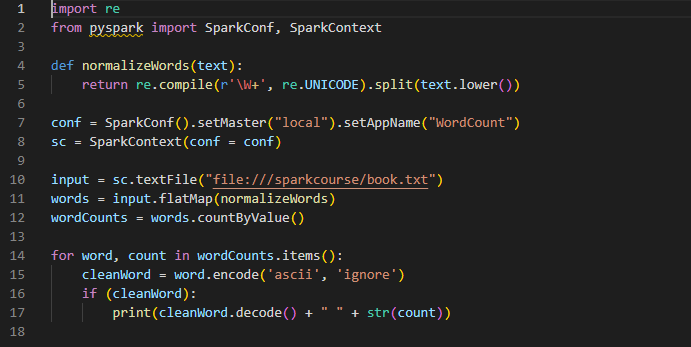 1 import re
2 from pyspark import SparkConf, SparkContext
3
4 def normalizeWords(text):
5     return re.compile(r'\W+', re.UNICODE).split(text.lower())
6
7 conf = SparkConf().setMaster("local").setAppName("WordCount")
8 sc = SparkContext(conf = conf)
9
10 input = sc.textFile("file:///sparkcourse/book.txt")
11 words = input.flatMap(normalizeWords)
12 wordCounts = words.countByValue()
13
14 for word, count in wordCounts.items():
15     cleanWord = word.encode('ascii', 'ignore')
16     if (cleanWord):
17         print(cleanWord.decode() + " " + str(count))
18